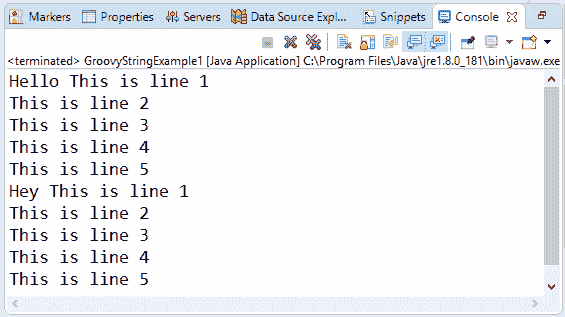 Markers Properties Servers Data Source Expl... Snippets Console
<terminated> GroovyStringExample1 [Java Application] C:\Program Files\Java\jre1.8.0_181\bin\javaw.exe
Hello This is line 1
This is line 2
This is line 3
This is line 4
This is line 5
Hey This is line 1
This is line 2
This is line 3
This is line 4
This is line 5